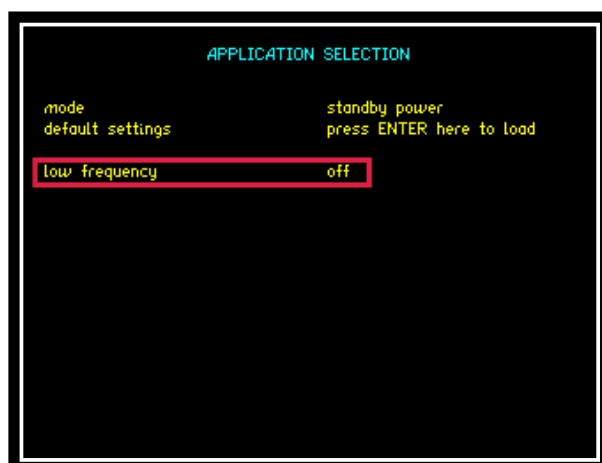 APPLICATION SELECTION
mode standby power
default settings press ENTER here to load
low frequency off